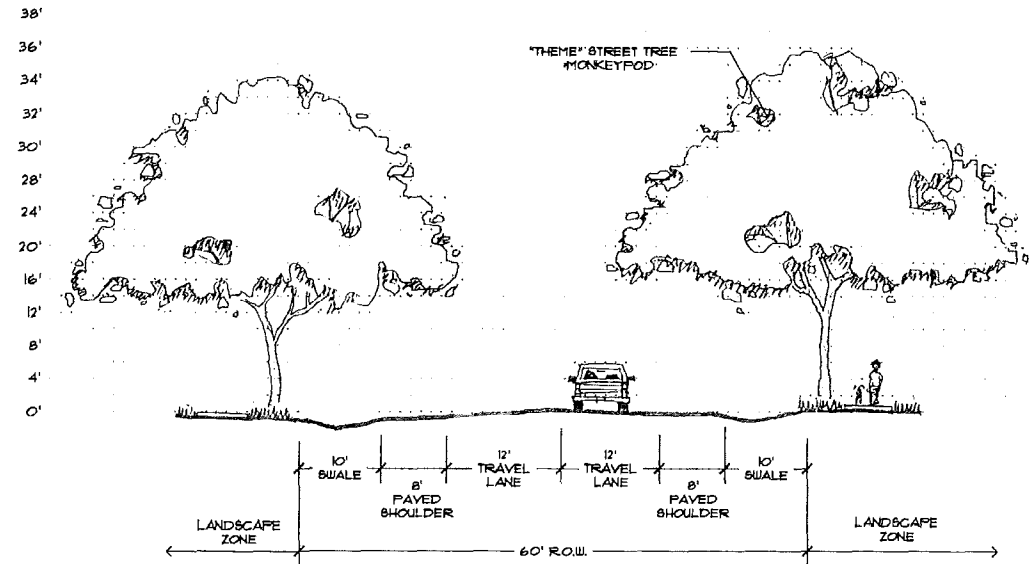 38'
36'
34'
32'
30'
28'
24'
20'
16'
12'
8'
4'
0'
"THEME" STREET TREE
MONKEYPOD
10'
SWALE
8'
PAVED
SHOULDER
12'
TRAVEL
LANE
12'
TRAVEL
LANE
8'
PAVED
SHOULDER
10'
SWALE
LANDSCAPE
ZONE
60' R.O.W.
LANDSCAPE
ZONE